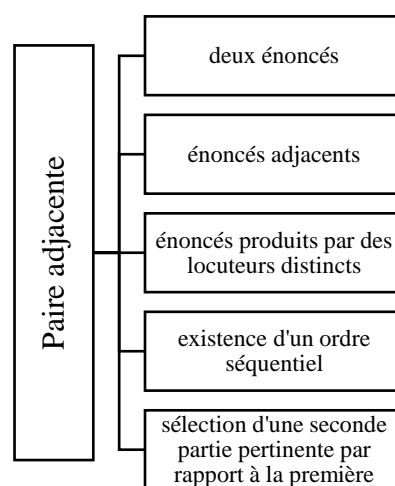 Paire adjacente
deux énoncés
énoncés adjacents
énoncés produits par des
locuteurs distincts
existence d'un ordre
séquentiel
sélection d'une seconde
partie pertinente par
rapport à la première